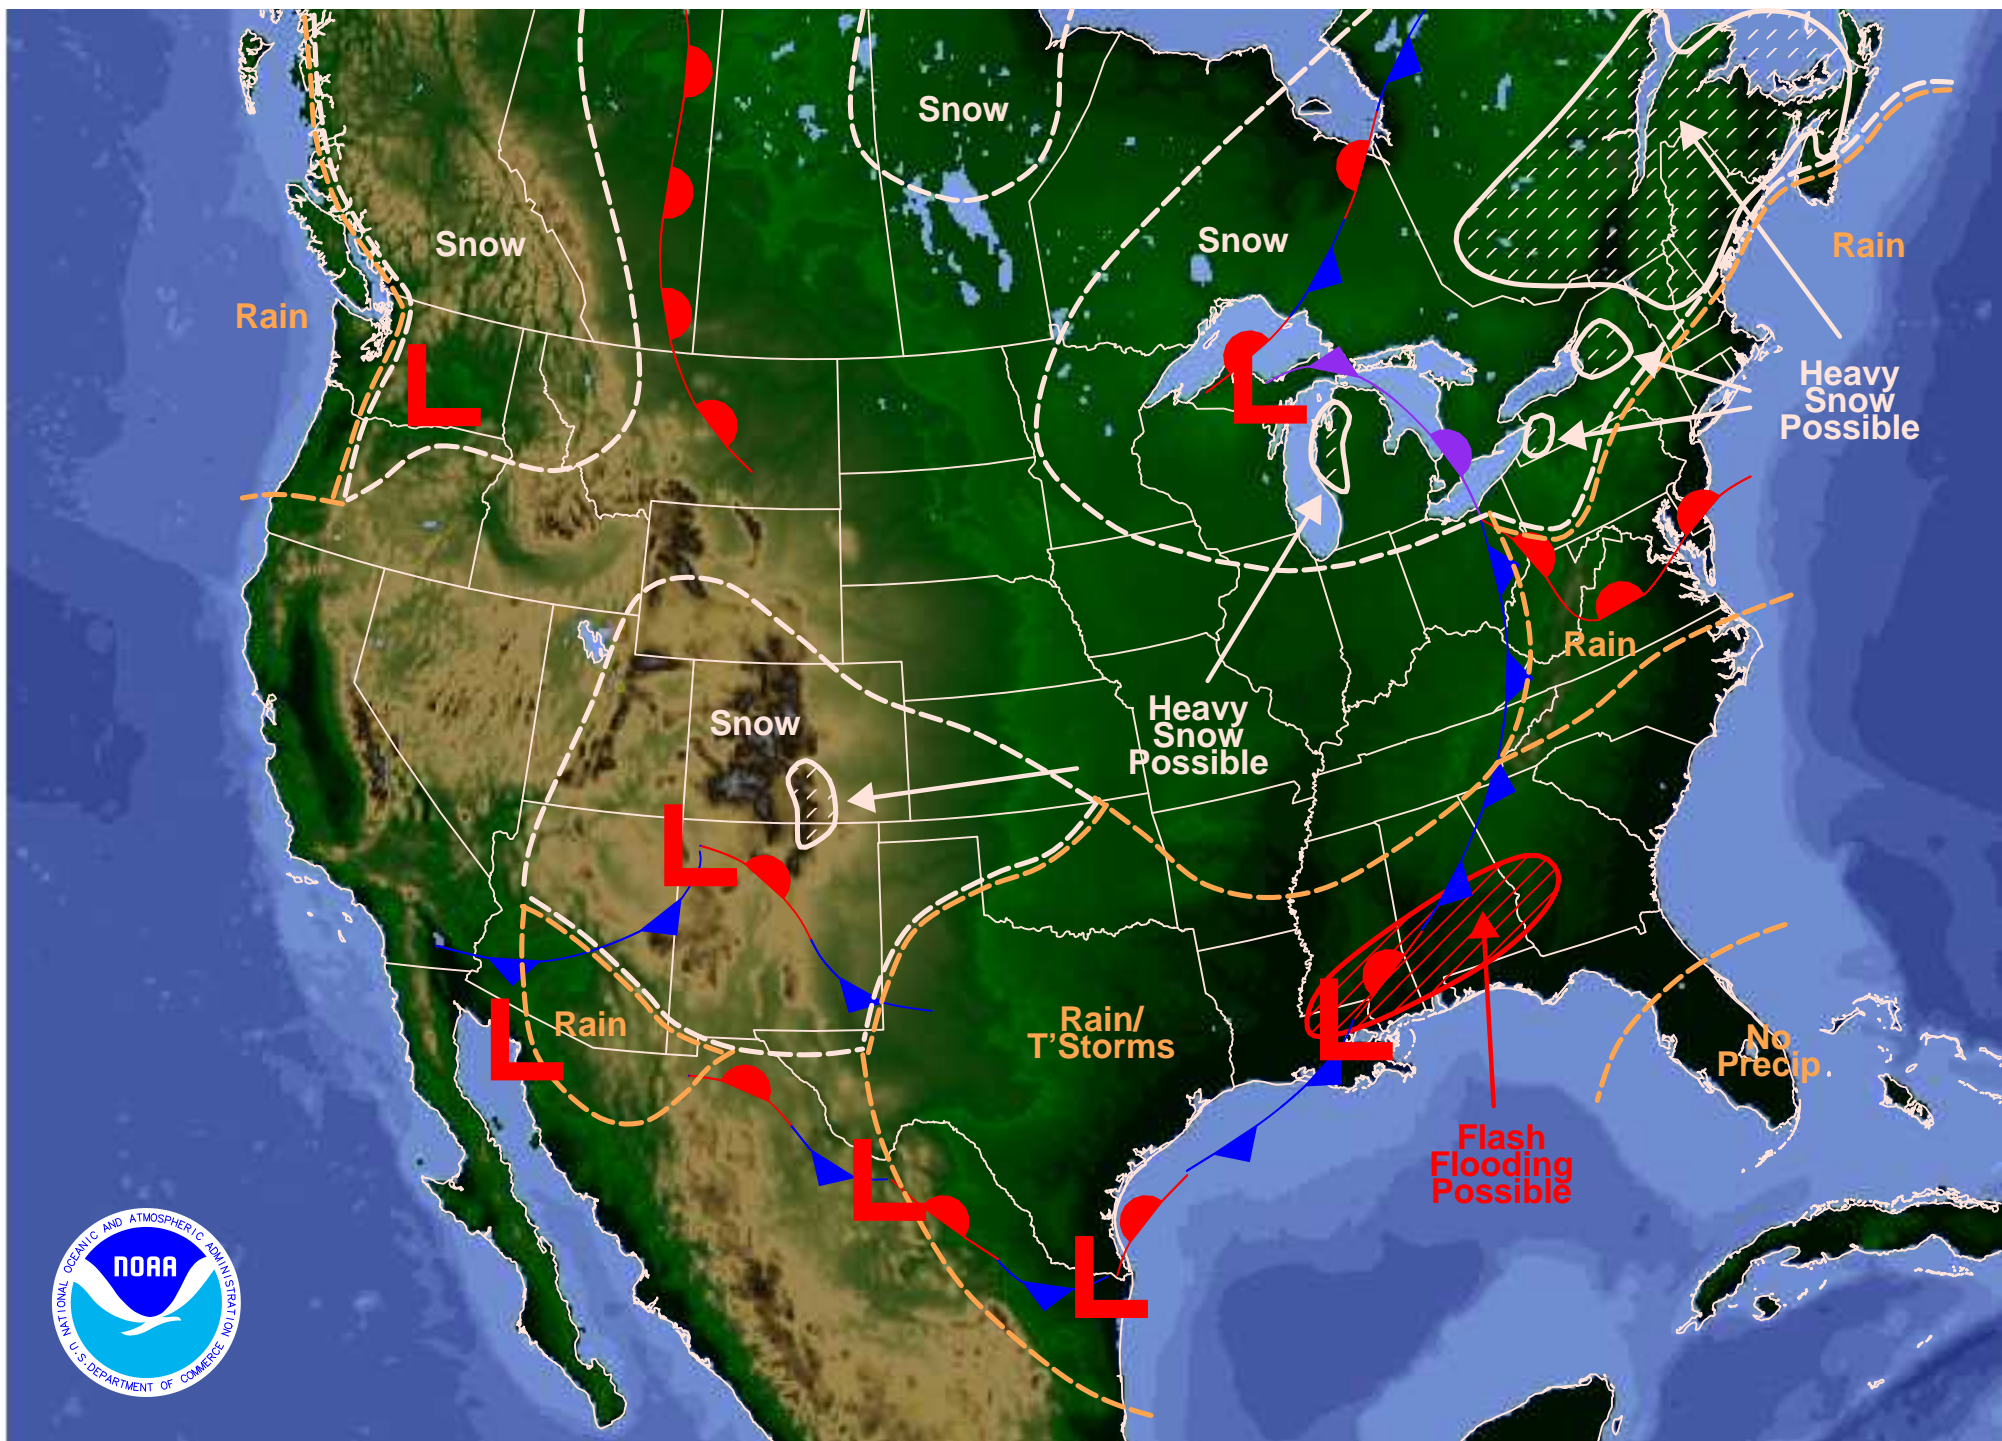 Snow
Snow
Snow
Rain
Rain
L
L
Heavy
Snow
Possible
Rain
Snow
Heavy
Snow
Possible
L
Rain
Rain/
T'Storms
No
Precip
L
L
L
L
Flash
Flooding
Possible
NOAA
NATIONAL OCEANIC AND ATMOSPHERIC ADMINISTRATION
U.S. DEPARTMENT OF COMMERCE